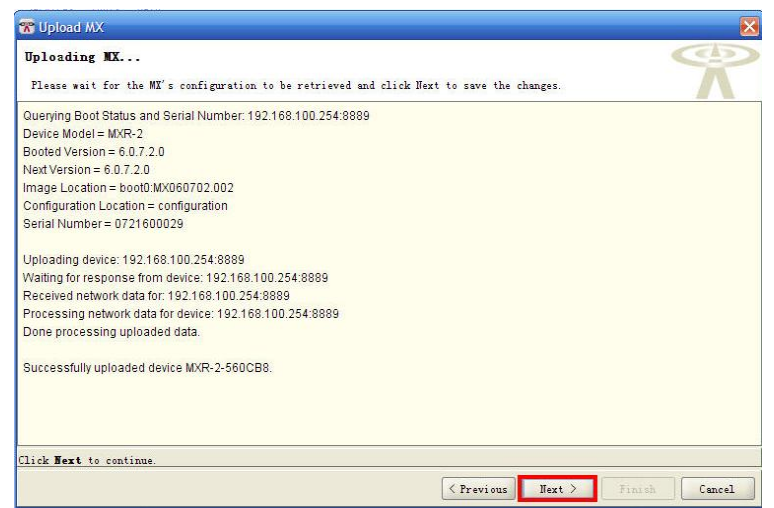 Upload MX
Uploading MX...
Please wait for the MX's configuration to be retrieved and click Next to save the changes.
Querying Boot Status and Serial Number: 192.168.100.254:8889
Device Model = MXR-2
Booted Version = 6.0.7.2.0
Next Version = 6.0.7.2.0
Image Location = boot0:MX060702.002
Configuration Location = configuration
Serial Number = 0721600029
Uploading device: 192.168.100.254:8889
Waiting for response from device: 192.168.100.254:8889
Received network data for: 192.168.100.254:8889
Processing network data for device: 192.168.100.254:8889
Done processing uploaded data.
Successfully uploaded device MXR-2-560CB8.
Click Next to continue.
< Previous Next > Finish Cancel